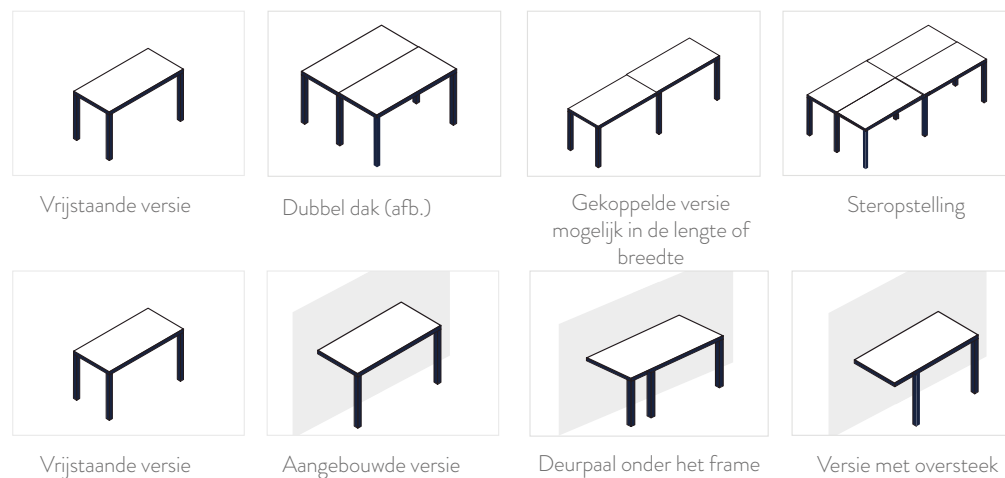 Vrijstaande versie
Dubbel dak (afb.)
Gekoppelde versie
mogelijk in de lengte of
breedte
Steropstelling
Vrijstaande versie
Aangebouwde versie
Deurpaal onder het frame
Versie met oversteek